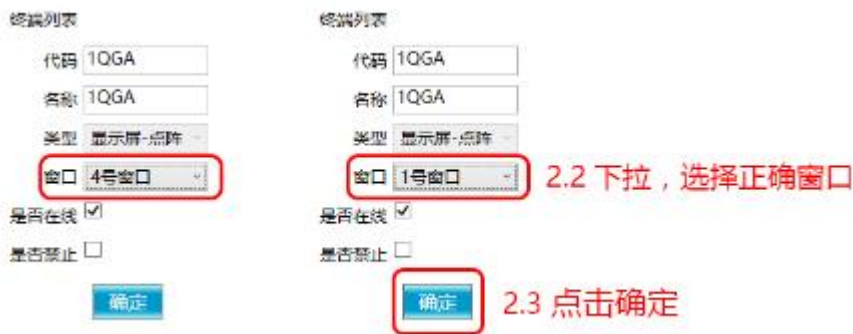 终端列表
代码 1QGA
名称 1QGA
类型 显示屏-点阵
窗口 4号窗口
是否在线
是否禁止
确定
终端列表
代码 1QGA
名称 1QGA
类型 显示屏-点阵
窗口 1号窗口
2.2 下拉，选择正确窗口
是否在线
是否禁止
确定
2.3 点击确定